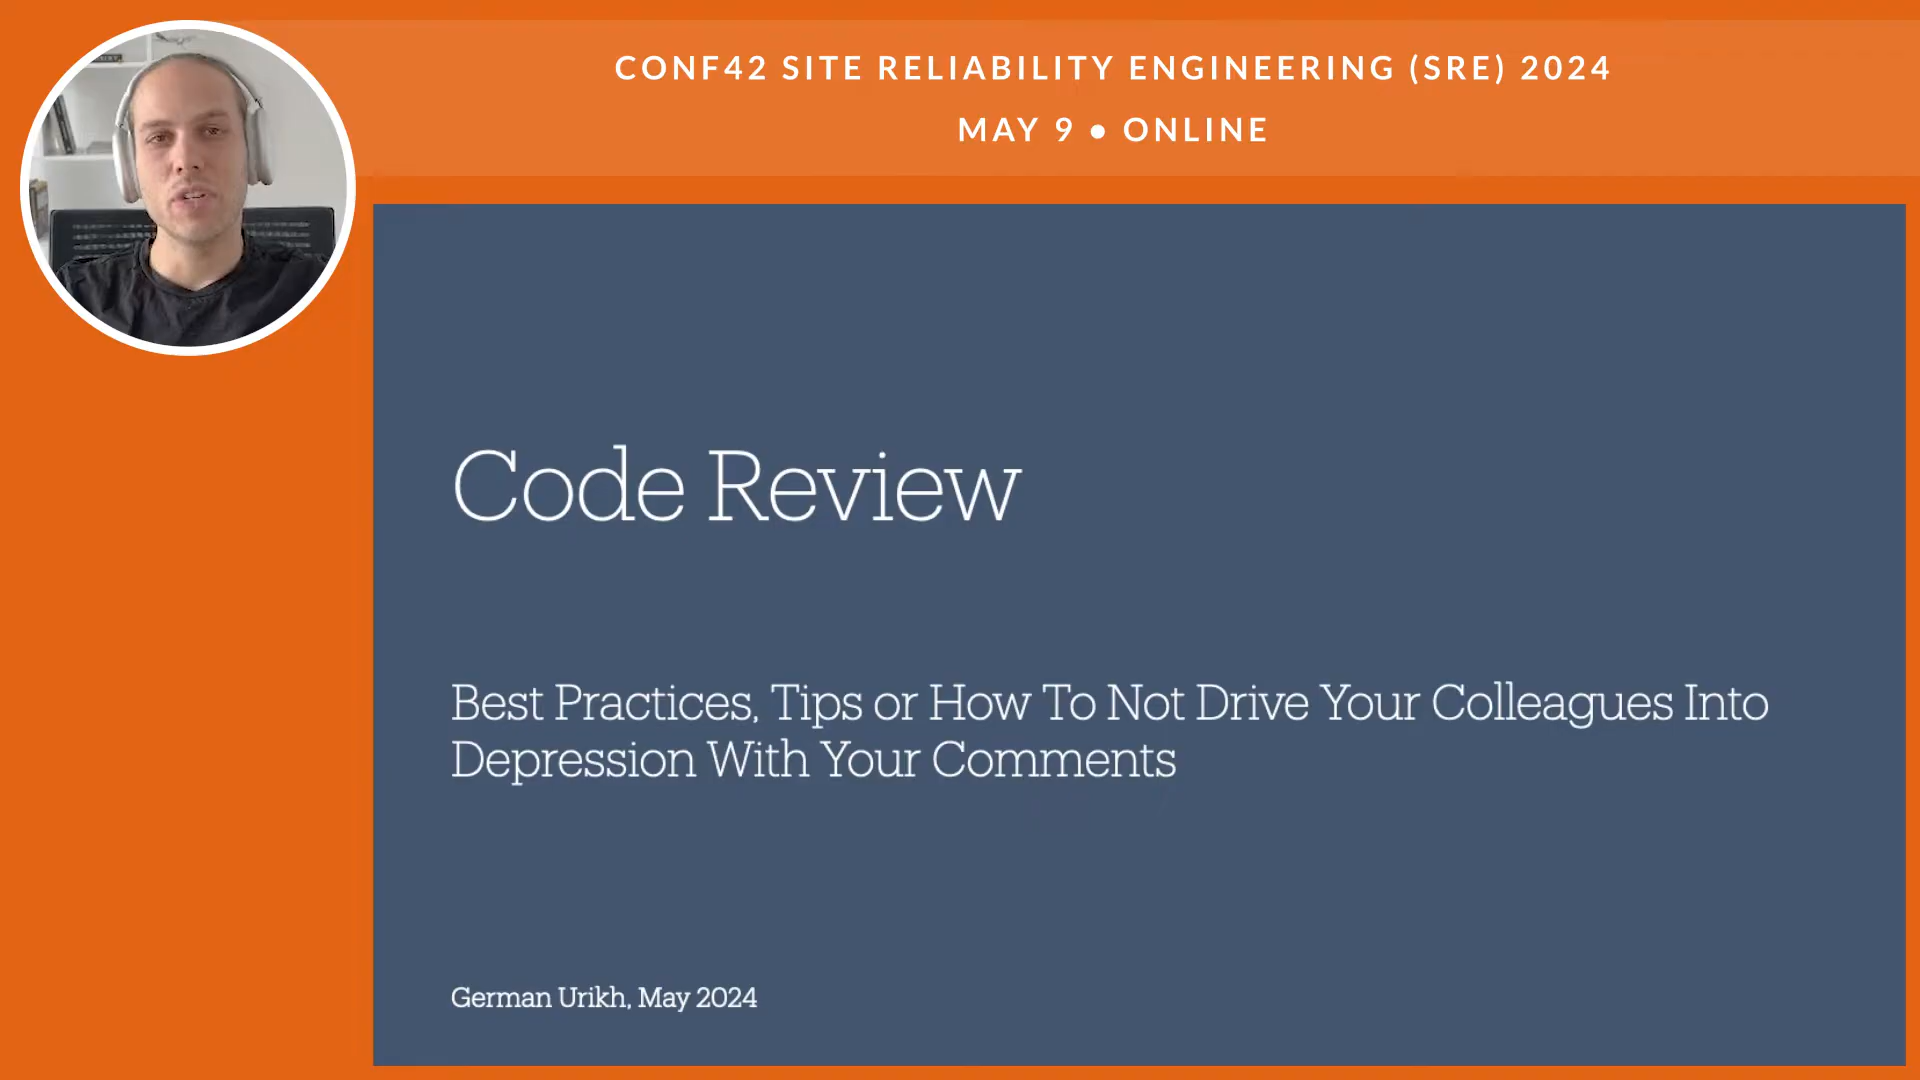 CONF42 SITE RELIABILITY ENGINEERING (SRE) 2024
MAY 9 • ONLINE
Code Review
Best Practices, Tips or How To Not Drive Your Colleagues Into
Depression With Your Comments
German Urikh, May 2024